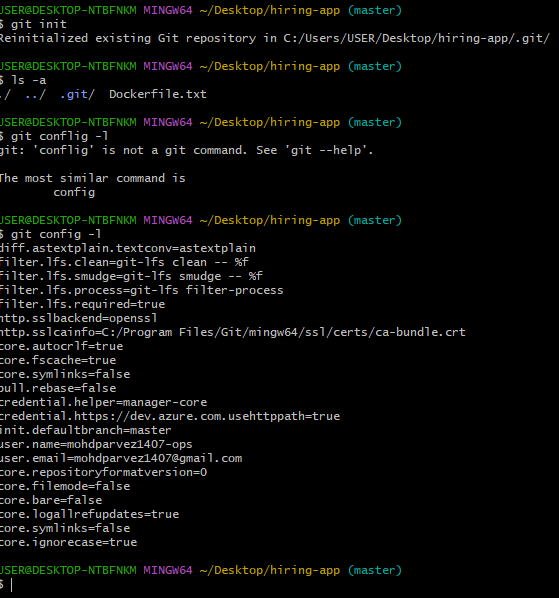 USER@DESKTOP-NTBFNKM MINGW64 ~/Desktop/hiring-app (master)
$ git init
Reinitialized existing Git repository in C:/Users/USER/Desktop/hiring-app/.git/

USER@DESKTOP-NTBFNKM MINGW64 ~/Desktop/hiring-app (master)
$ ls -a
./  ../  .git/  Dockerfile.txt

USER@DESKTOP-NTBFNKM MINGW64 ~/Desktop/hiring-app (master)
$ git conflig -l
git: 'conflig' is not a git command. See 'git --help'.

The most similar command is
        config

USER@DESKTOP-NTBFNKM MINGW64 ~/Desktop/hiring-app (master)
$ git config -l
diff.astextplain.textconv=astextplain
filter.lfs.clean=git-lfs clean -- %f
filter.lfs.smudge=git-lfs smudge -- %f
filter.lfs.process=git-lfs filter-process
filter.lfs.required=true
http.sslbackend=openssl
http.sslcainfo=C:/Program Files/Git/mingw64/ssl/certs/ca-bundle.crt
core.autocrlf=true
core.fscache=true
core.symlinks=false
pull.rebase=false
credential.helper=manager-core
credential.https://dev.azure.com.usehttppath=true
init.defaultbranch=master
user.name=mohdparvez1407-ops
user.email=mohdparvez1407@gmail.com
core.repositoryformatversion=0
core.filemode=false
core.bare=false
core.logallrefupdates=true
core.symlinks=false
core.ignorecase=true

USER@DESKTOP-NTBFNKM MINGW64 ~/Desktop/hiring-app (master)
$